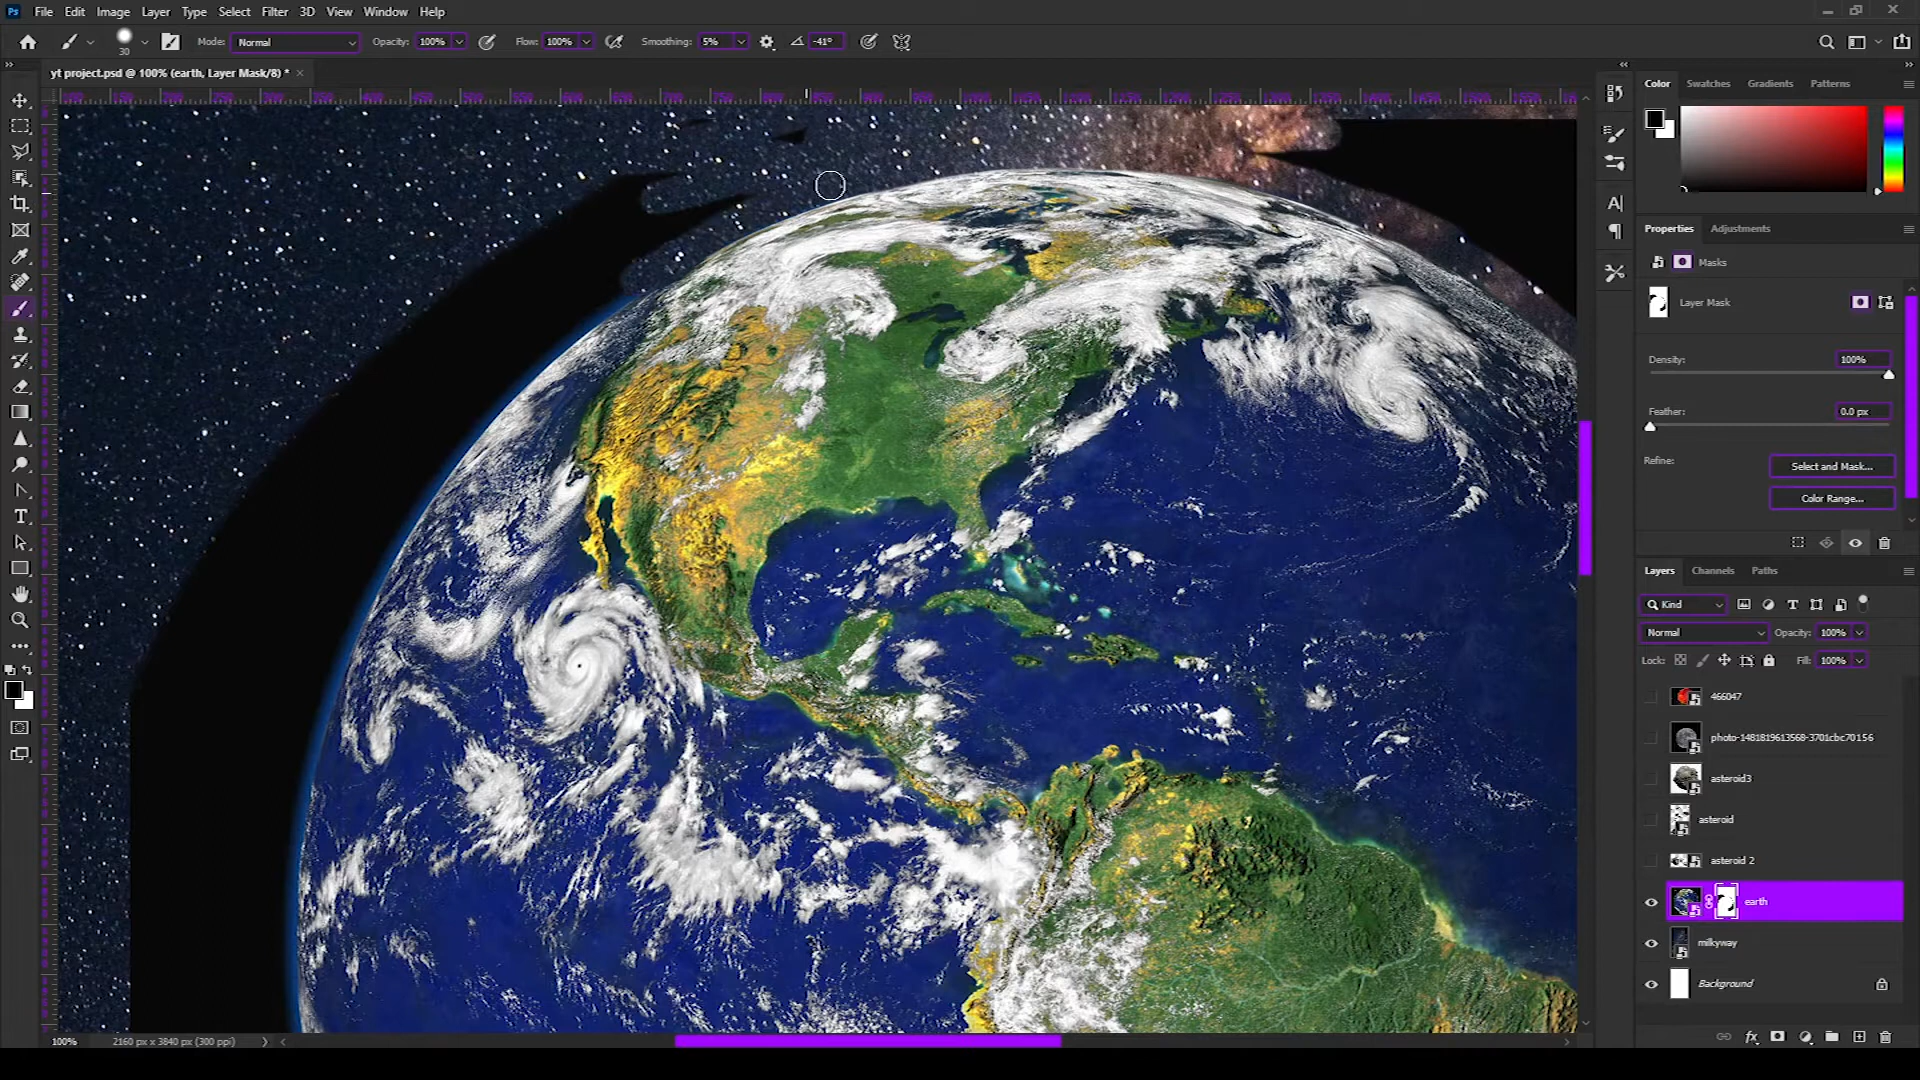 Ps File Edit Image Layer Type Select Filter 3D View Window Help
30 Mode: Normal Opacity: 100% Flow: 100% Smoothing: 5% -41°
yt project.psd @ 100% (earth, Layer Mask/8) * ×
Color Swatches Gradients Patterns
Properties Adjustments
Masks
Layer Mask
Density: 100%
Feather: 0.0 px
Refine: Select and Mask...
Color Range...
Layers Channels Paths
Kind
Normal Opacity: 100%
Lock: Fill: 100%
466047
photo-1481819613568-3701cbc70156
asteroid3
asteroid
asteroid 2
earth
milkyway
Background
100% 2160 px x 3840 px (300 ppi)